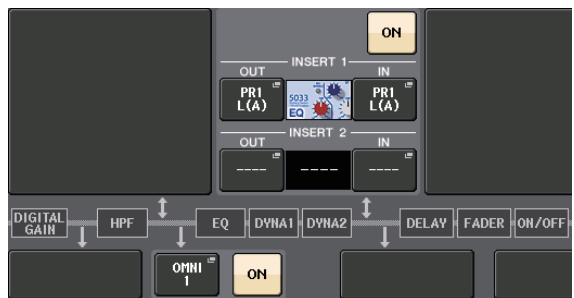 ON
INSERT 1
OUT
IN
PR1
L(A)
5033
EQ
PR1
L(A)
INSERT 2
OUT
IN
----
----
----
DIGITAL
GAIN
HPF
EQ
DYNA1
DYNA2
DELAY
FADER
ON/OFF
OMNI
1
ON